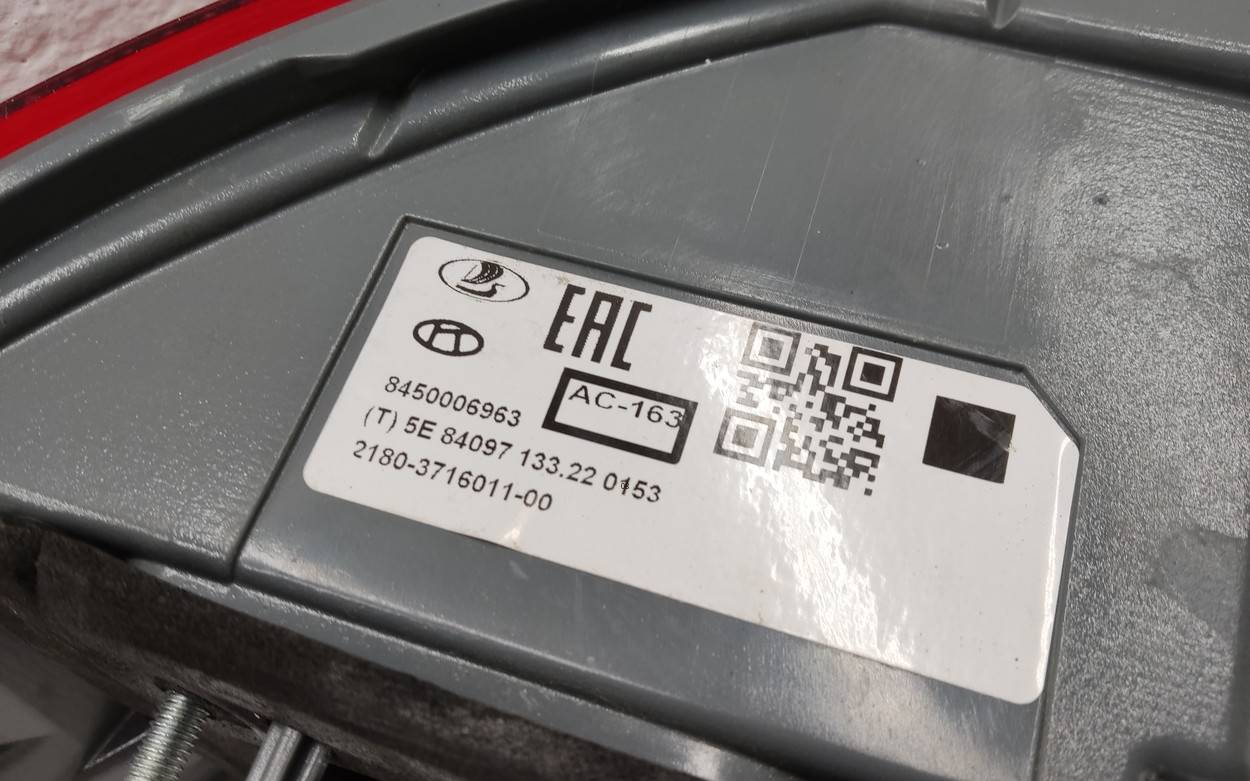 EAC
AC-163
8450006963
(T) 5E 84097 133.22 0153
2180-3716011-00